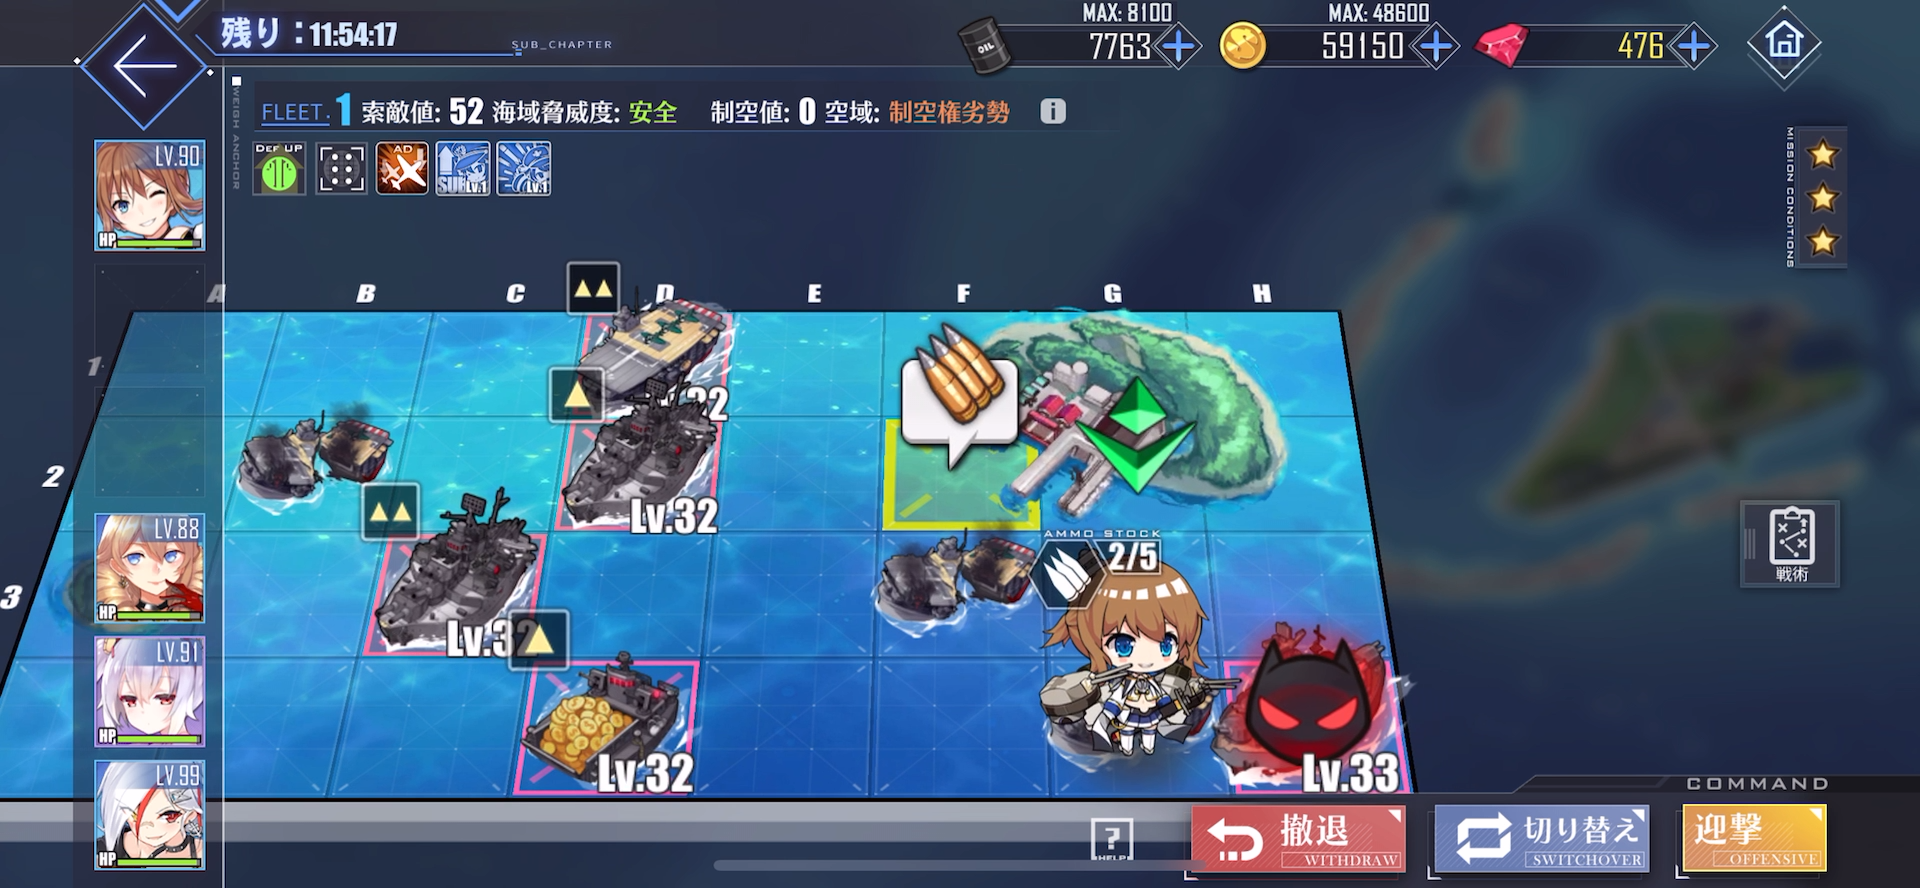 残り：11:54:17
SUB_CHAPTER
MAX: 8100
7763
MAX: 48600
59150
476
OIL
WEIGH ANCHOR
FLEET. 1 索敵値: 52 海域脅威度: 安全 制空値: 0 空域: 制空権劣勢
DEF UP
AD
SUB LV.1
LV.1
MISSION CONDITIONS
LV.90
HP
LV.88
HP
LV.91
HP
LV.99
HP
A B C D E F G H
1
2
3
Lv.32
Lv.32
Lv.32
Lv.33
AMMO STOCK
2/5
戦術
COMMAND
? HELP
撤退
WITHDRAW
切り替え
SWITCHOVER
迎撃
OFFENSIVE